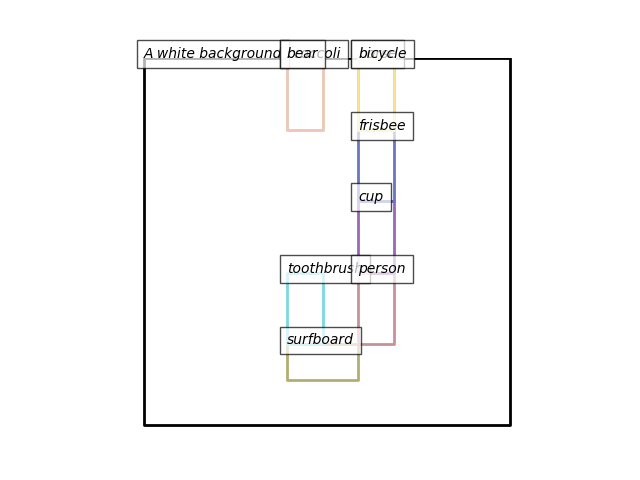 A white background
bear
bicycle
frisbee
cup
toothbrush
person
surfboard